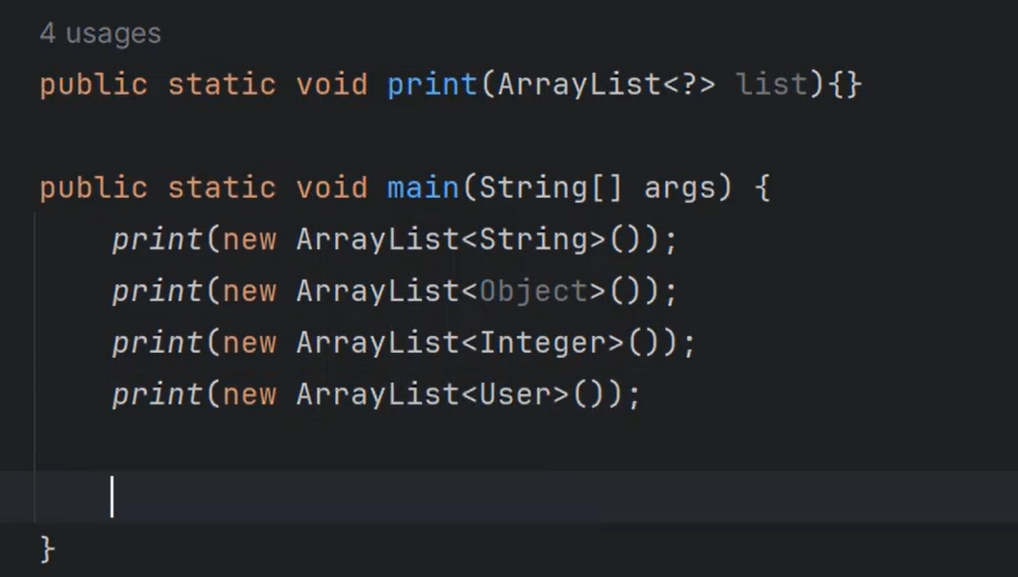 4 usages
public static void print(ArrayList<?> list){}
public static void main(String[] args) {
print(new ArrayList<String>());
print(new ArrayList<Object>());
print(new ArrayList<Integer>());
print(new ArrayList<User>());
}